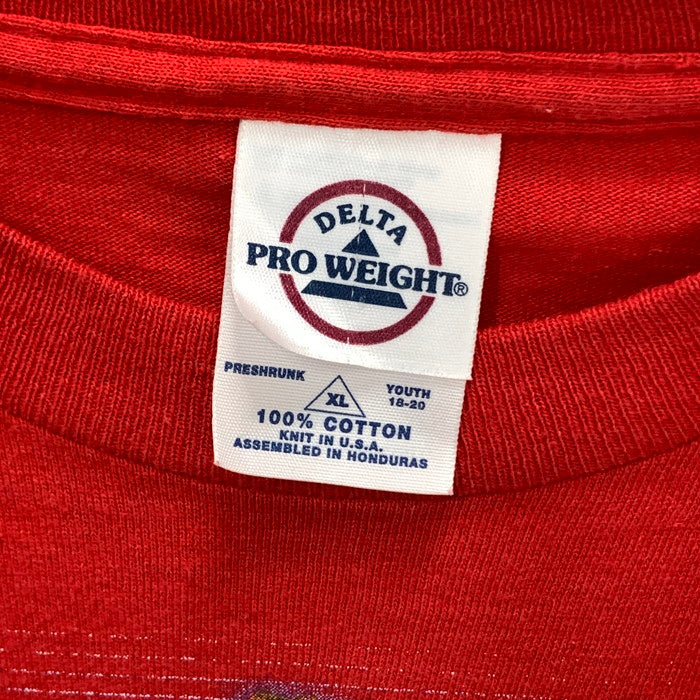 DELTA
PRO WEIGHT®
PRESHRUNK
XL
YOUTH
18-20
100% COTTON
KNIT IN U.S.A.
ASSEMBLED IN HONDURAS